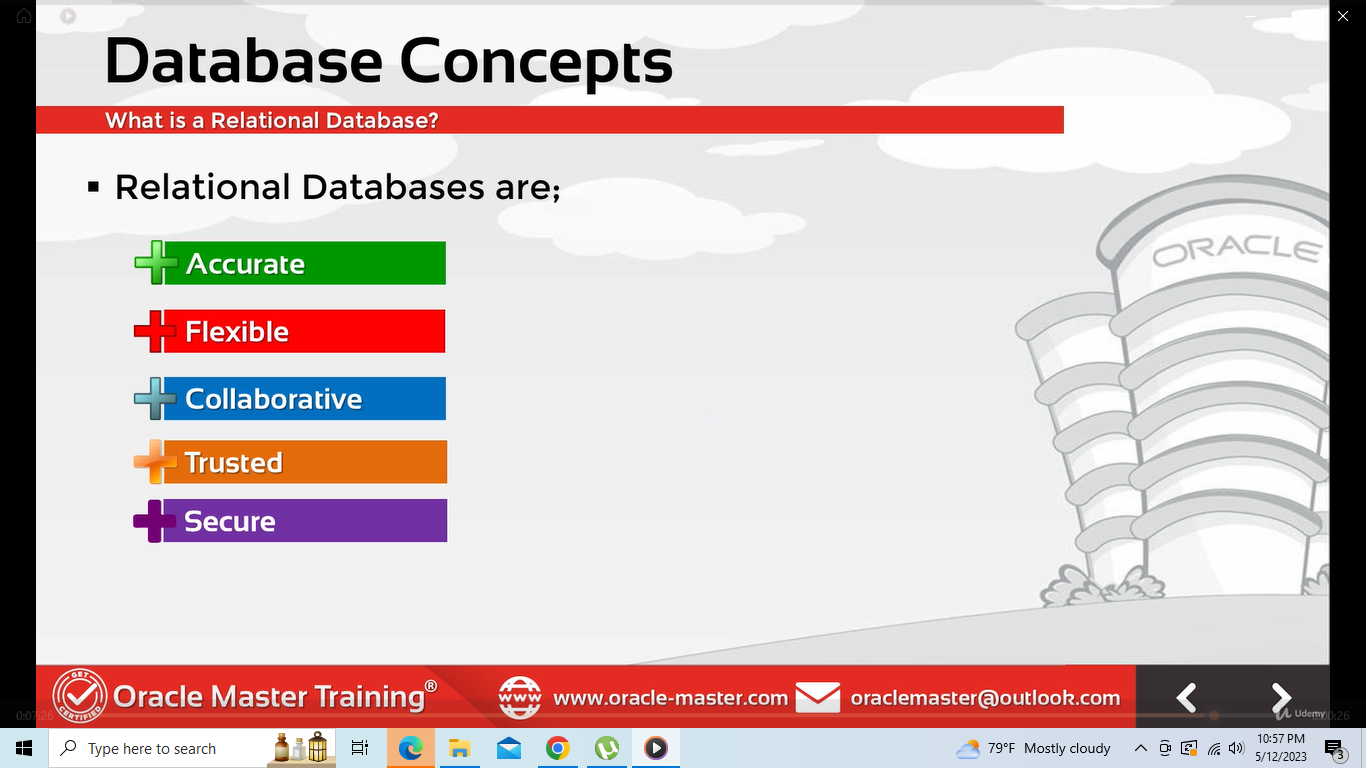 Database Concepts
What is a Relational Database?
▪ Relational Databases are;
Accurate
Flexible
Collaborative
Trusted
Secure
ORACLE
GET CERTIFIED
Oracle Master Training®
www
www.oracle-master.com
oraclemaster@outlook.com
0:07:26
0:00:26
Udemy
Type here to search
79°F Mostly cloudy
10:57 PM
5/12/2023
3